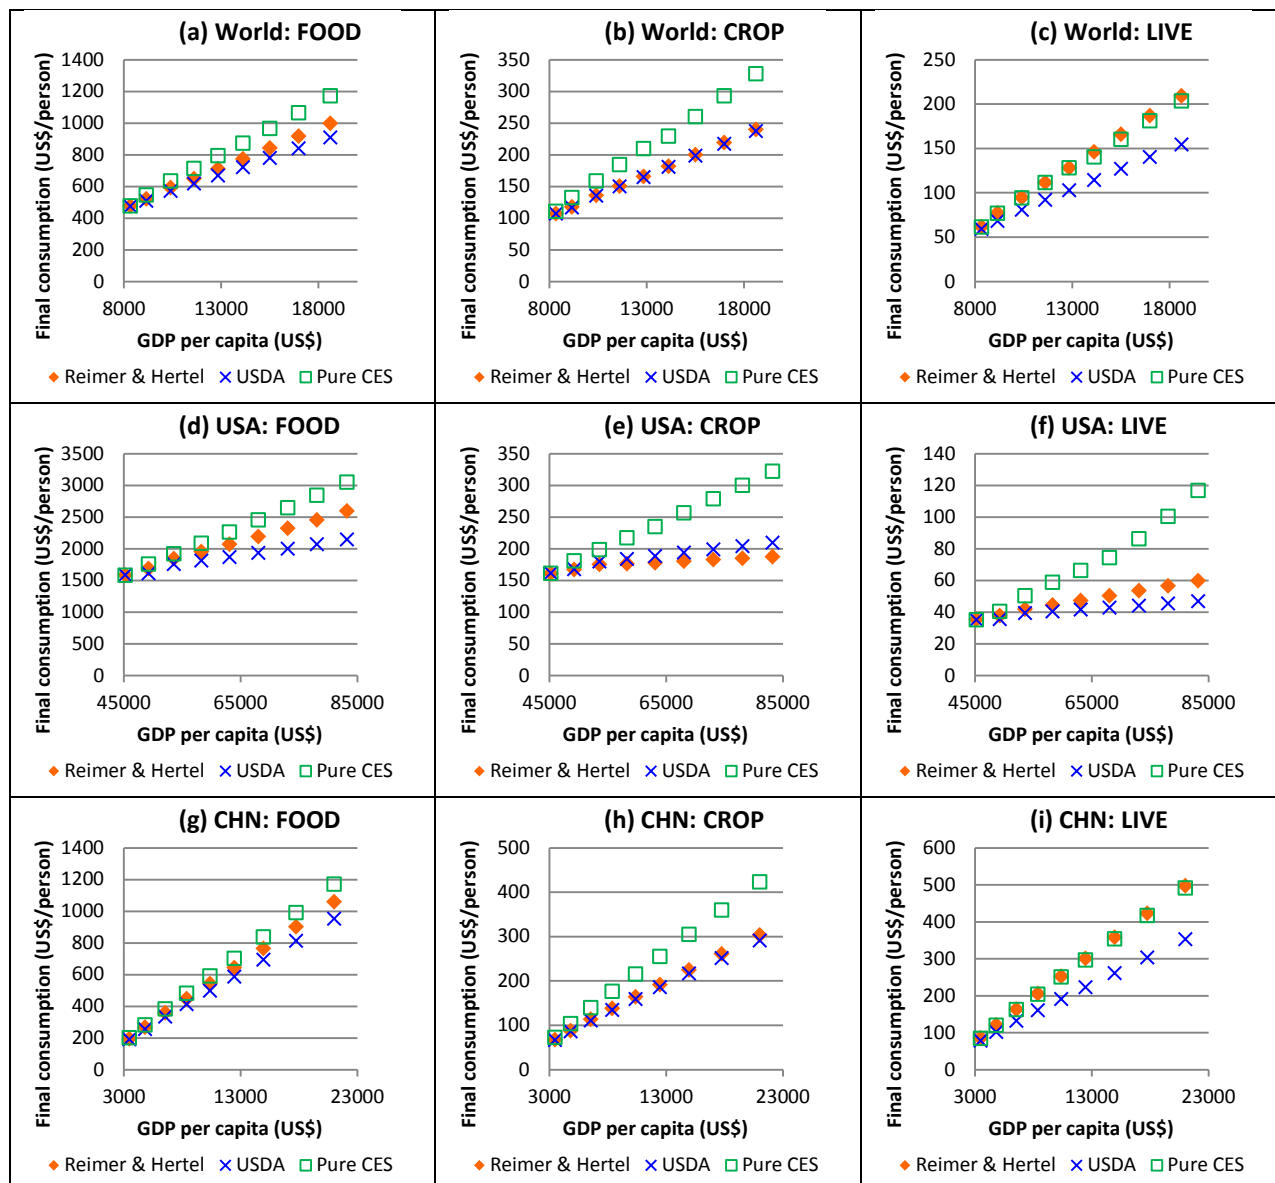 (a) World: FOOD
Final consumption (US$/person)
1400
1200
1000
800
600
400
200
0
8000 13000 18000
GDP per capita (US$)
Reimer & Hertel USDA Pure CES
(b) World: CROP
Final consumption (US$/person)
350
300
250
200
150
100
50
0
8000 13000 18000
GDP per capita (US$)
Reimer & Hertel USDA Pure CES
(c) World: LIVE
Final consumption (US$/person)
250
200
150
100
50
0
8000 13000 18000
GDP per capita (US$)
Reimer & Hertel USDA Pure CES
(d) USA: FOOD
Final consumption (US$/person)
3500
3000
2500
2000
1500
1000
500
0
45000 65000 85000
GDP per capita (US$)
Reimer & Hertel USDA Pure CES
(e) USA: CROP
Final consumption (US$/person)
350
300
250
200
150
100
50
0
45000 65000 85000
GDP per capita (US$)
Reimer & Hertel USDA Pure CES
(f) USA: LIVE
Final consumption (US$/person)
140
120
100
80
60
40
20
0
45000 65000 85000
GDP per capita (US$)
Reimer & Hertel USDA Pure CES
(g) CHN: FOOD
Final consumption (US$/person)
1400
1200
1000
800
600
400
200
0
3000 13000 23000
GDP per capita (US$)
Reimer & Hertel USDA Pure CES
(h) CHN: CROP
Final consumption (US$/person)
500
400
300
200
100
0
3000 13000 23000
GDP per capita (US$)
Reimer & Hertel USDA Pure CES
(i) CHN: LIVE
Final consumption (US$/person)
600
500
400
300
200
100
0
3000 13000 23000
GDP per capita (US$)
Reimer & Hertel USDA Pure CES